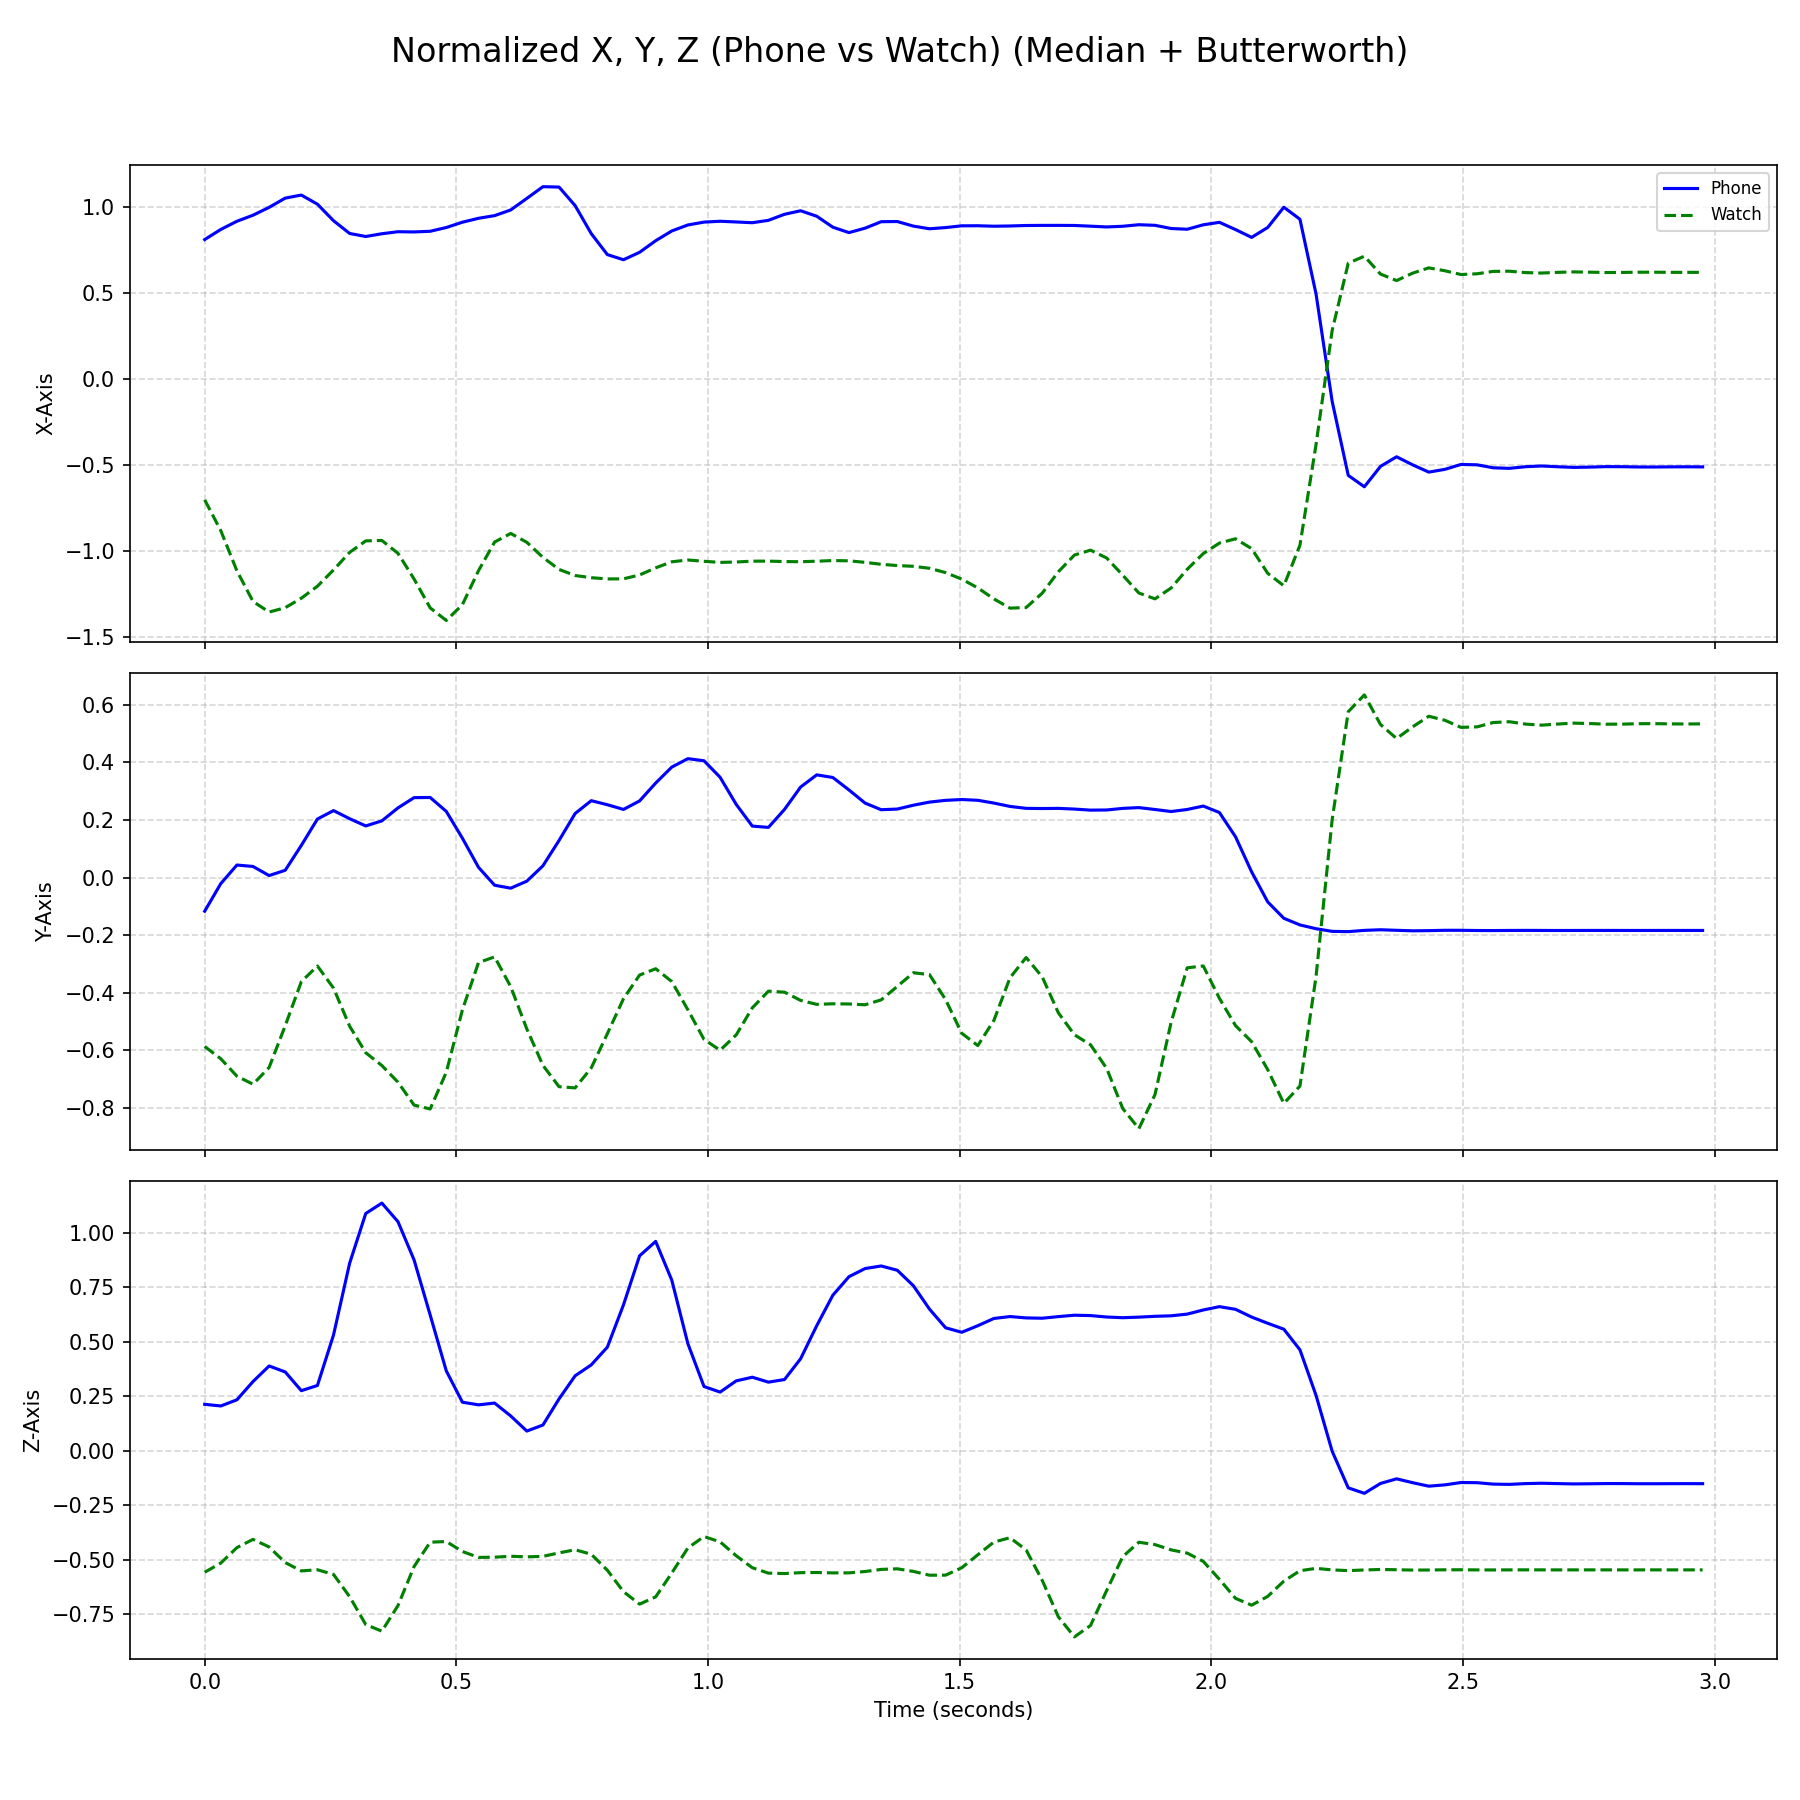 Normalized X, Y, Z (Phone vs Watch) (Median + Butterworth)
Phone
Watch
X-Axis
1.0
0.5
0.0
−0.5
−1.0
−1.5
Y-Axis
0.6
0.4
0.2
0.0
−0.2
−0.4
−0.6
−0.8
Z-Axis
1.00
0.75
0.50
0.25
0.00
−0.25
−0.50
−0.75
0.0 0.5 1.0 1.5 2.0 2.5 3.0
Time (seconds)